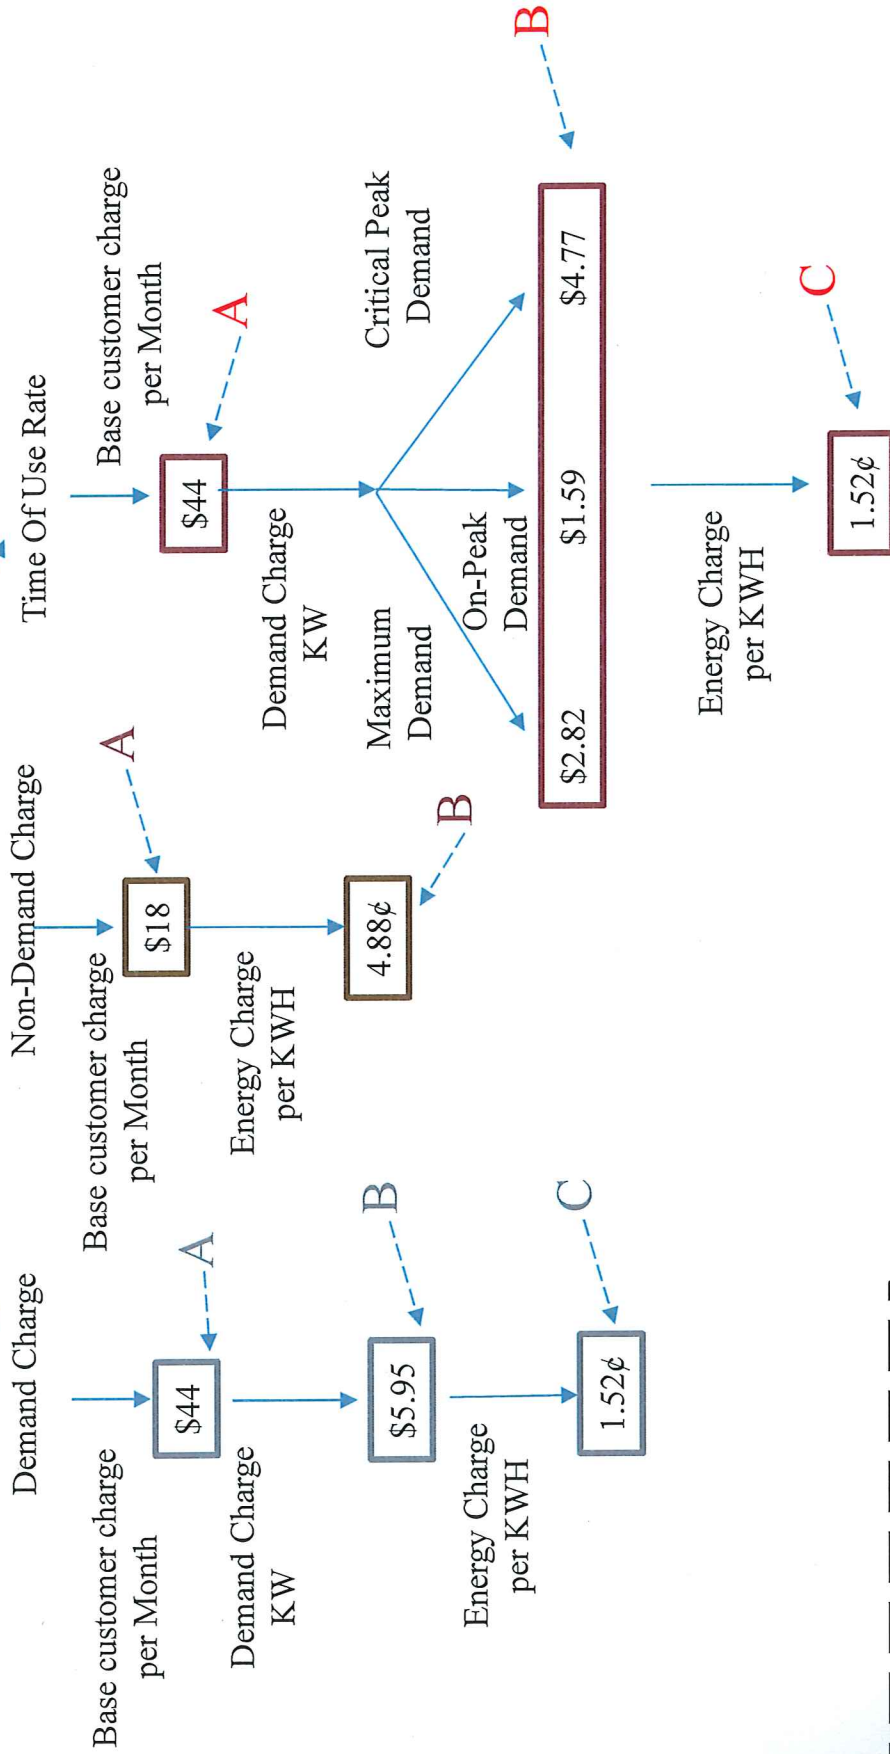 Demand Charge
Base customer charge
per Month
$44
A
Demand Charge
KW
$5.95
B
Energy Charge
per KWH
1.52¢
C
Non-Demand Charge
Base customer charge
per Month
$18
A
Energy Charge
per KWH
4.88¢
B
Time Of Use Rate
Base customer charge
per Month
$44
A
Demand Charge
KW
Maximum
Demand
On-Peak
Demand
Critical Peak
Demand
$2.82 $1.59 $4.77
B
Energy Charge
per KWH
1.52¢
C